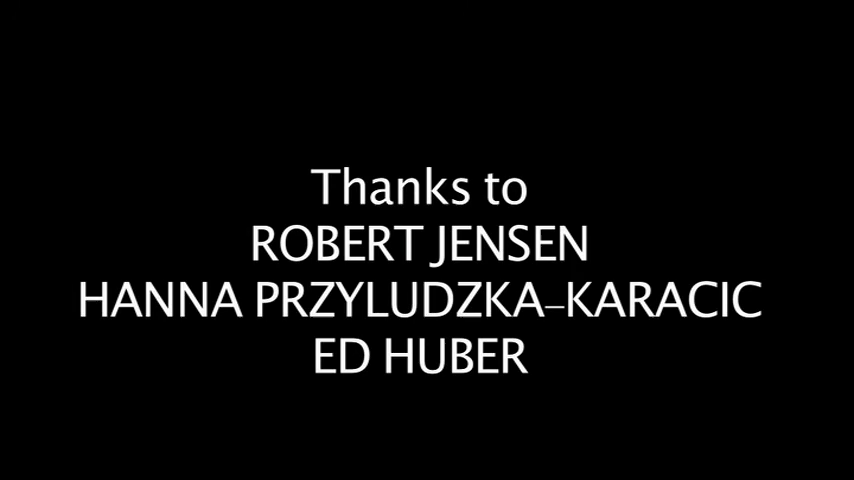 Thanks to
ROBERT JENSEN
HANNA PRZYLUDZKA–KARACIC
ED HUBER